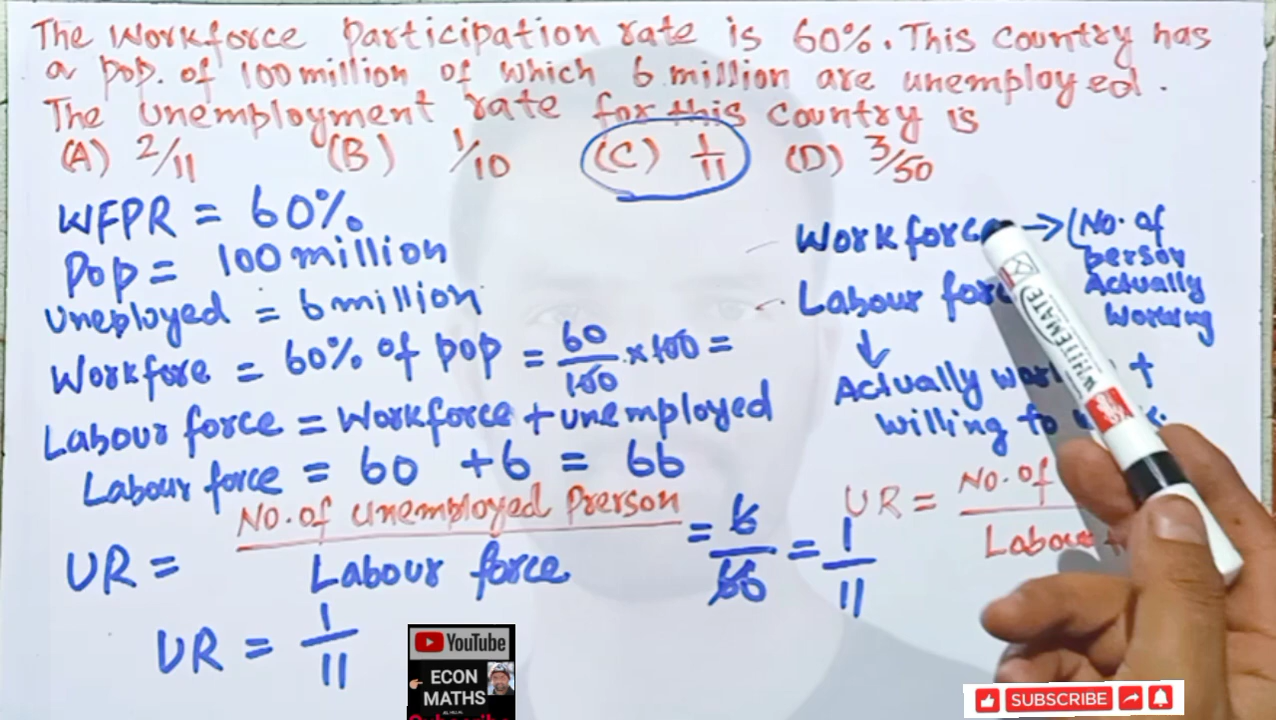 The Workforce participation rate is 60%. This country has
a pop. of 100 million of which 6 million are unemployed.
The Unemployment rate for this country is
(A) 2/11 (B) 1/10 (C) 1/11 (D) 3/50
WFPR = 60%
Pop = 100 million
Uneployed = 6 million
Workfore = 60% of pop = 60/100 × 100 =
Labour force = Workforce + unemployed
Labour force = 60 + 6 = 66
UR = No. of Unemployed Prerson / Labour force = 6/66 = 1/11
UR = 1/11
Workforce → (No. of
person
Actually
working
Labour
↓
Actually +
willing to
UR = No. of
YouTube
ECON
MATHS
SUBSCRIBE